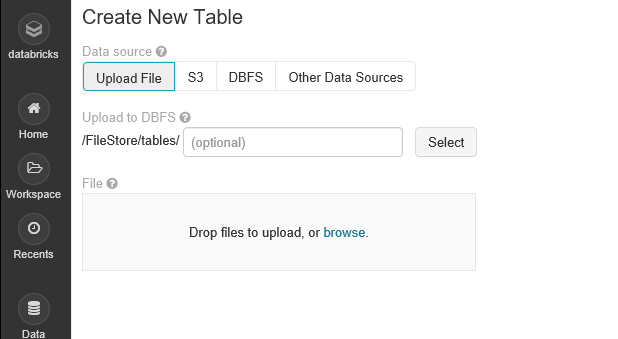 Create New Table
databricks
Data source ?
Upload File S3 DBFS Other Data Sources
Upload to DBFS ?
/FileStore/tables/ (optional) Select
Home
File ?
Workspace
Drop files to upload, or browse.
Recents
Data